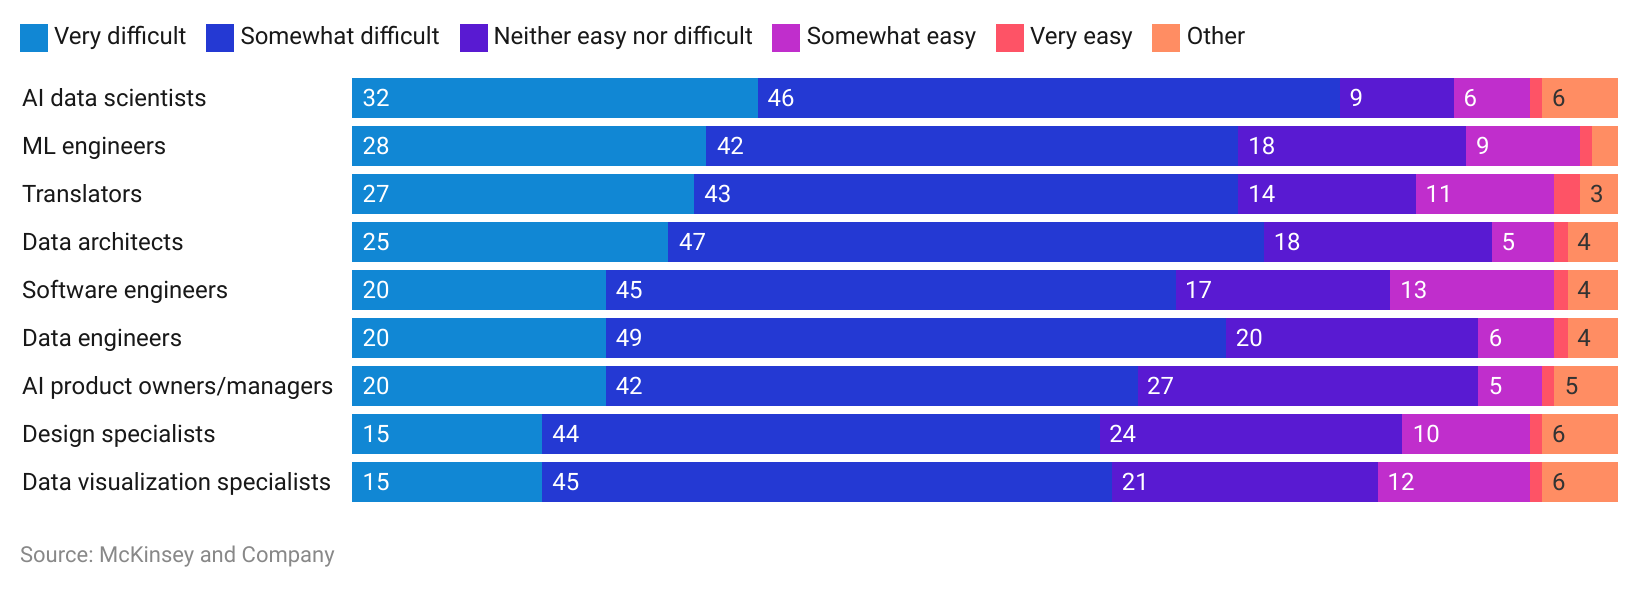 Very difficult Somewhat difficult Neither easy nor difficult Somewhat easy Very easy Other
AI data scientists 32 46 9 6 6
ML engineers 28 42 18 9
Translators 27 43 14 11 3
Data architects 25 47 18 5 4
Software engineers 20 45 17 13 4
Data engineers 20 49 20 6 4
AI product owners/managers 20 42 27 5 5
Design specialists 15 44 24 10 6
Data visualization specialists 15 45 21 12 6
Source: McKinsey and Company